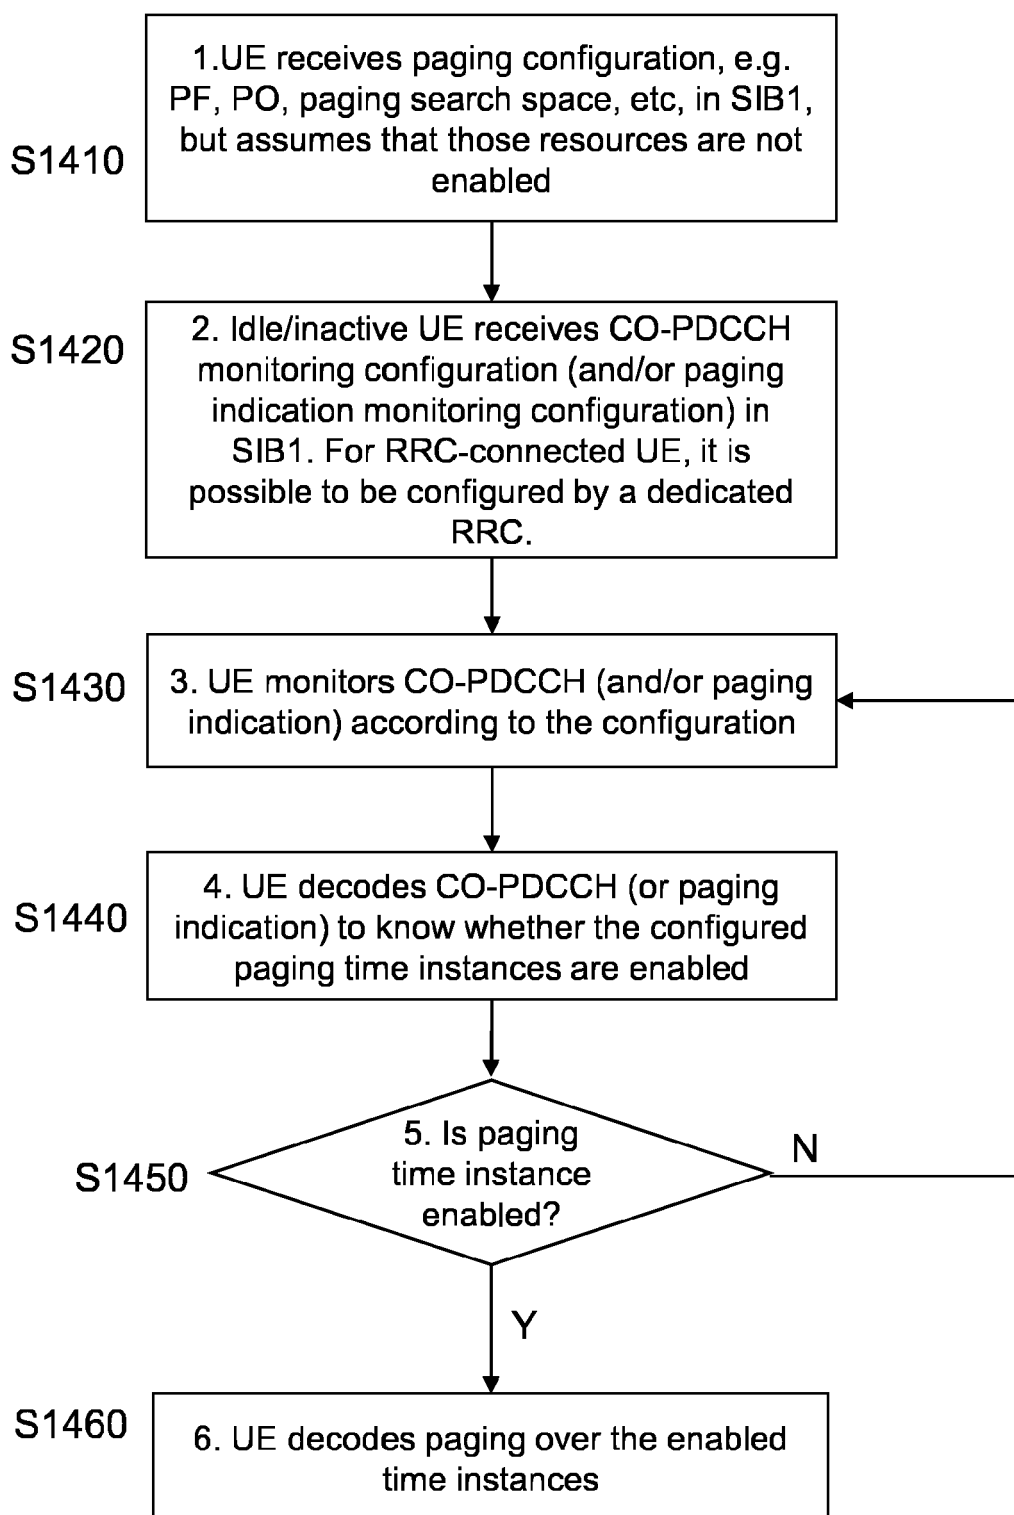 1.UE receives paging configuration, e.g.
PF, PO, paging search space, etc, in SIB1,
but assumes that those resources are not
enabled
S1410
2. Idle/inactive UE receives CO-PDCCH
monitoring configuration (and/or paging
indication monitoring configuration) in
SIB1. For RRC-connected UE, it is
possible to be configured by a dedicated
RRC.
S1420
3. UE monitors CO-PDCCH (and/or paging
indication) according to the configuration
S1430
4. UE decodes CO-PDCCH (or paging
indication) to know whether the configured
paging time instances are enabled
S1440
5. Is paging
time instance
enabled?
S1450
N
Y
6. UE decodes paging over the enabled
time instances
S1460